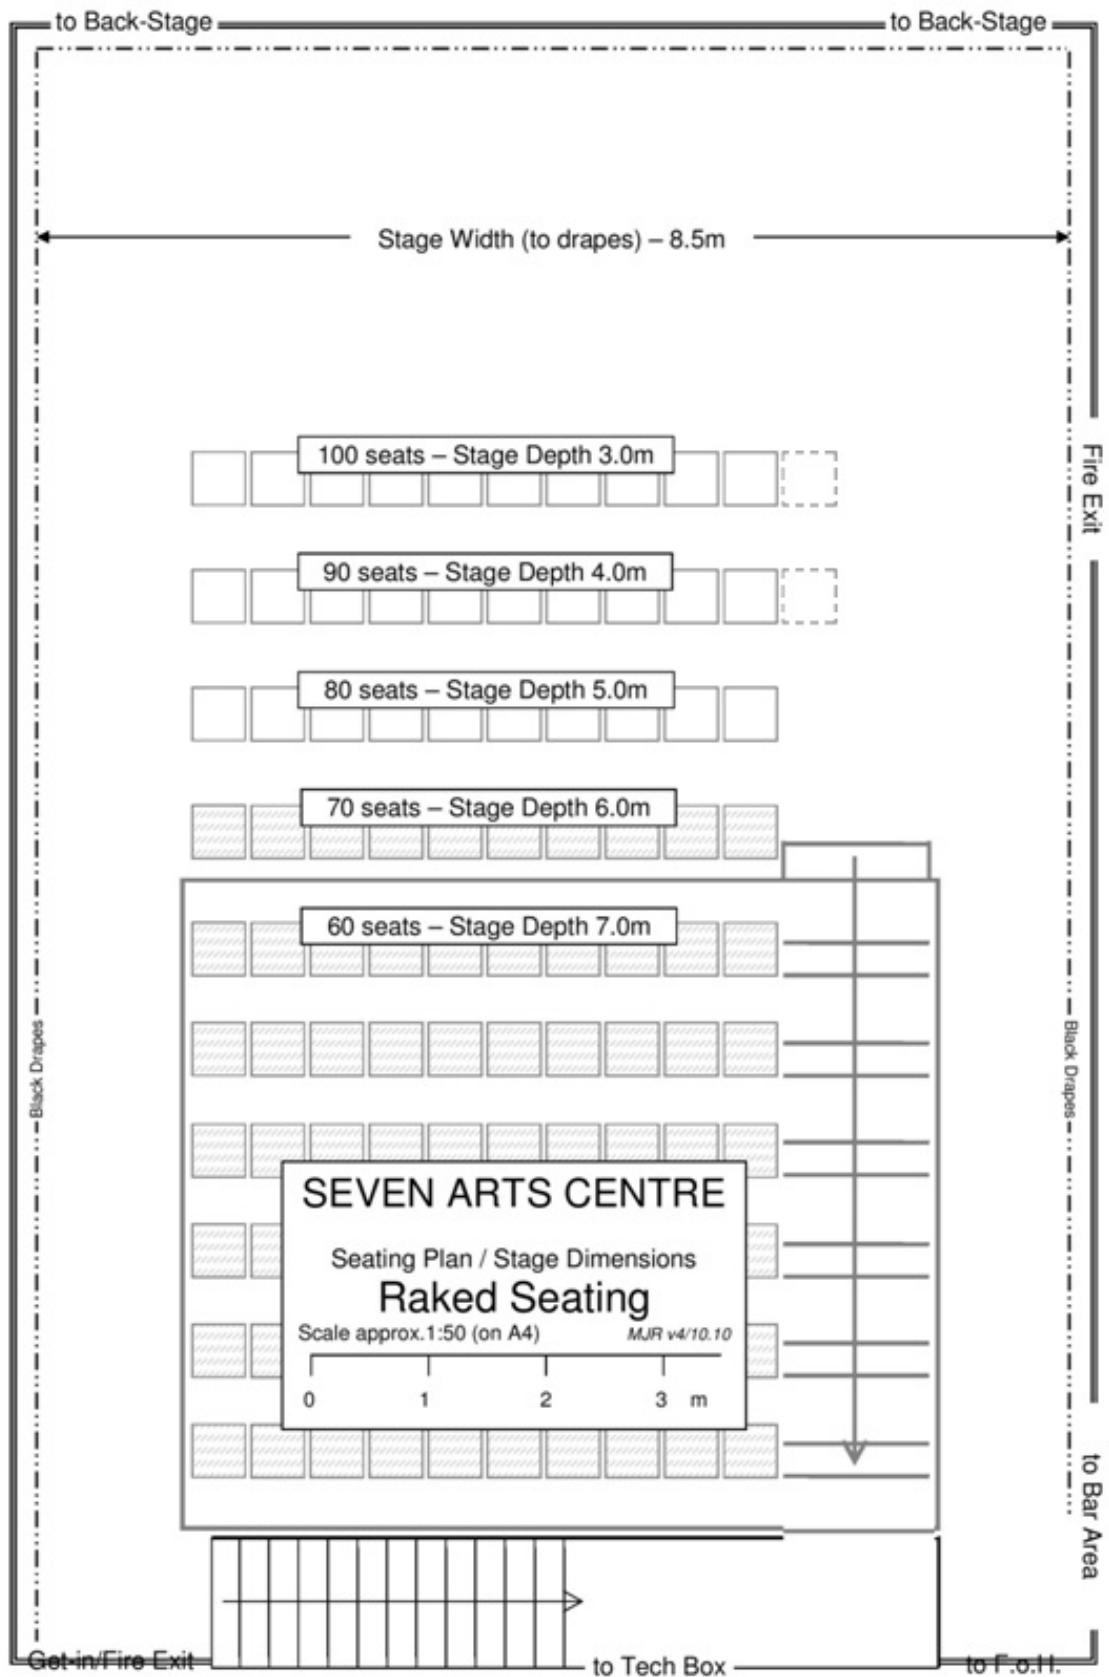 to Back-Stage
to Back-Stage
Stage Width (to drapes) – 8.5m
Fire Exit
100 seats – Stage Depth 3.0m
90 seats – Stage Depth 4.0m
80 seats – Stage Depth 5.0m
70 seats – Stage Depth 6.0m
60 seats – Stage Depth 7.0m
Black Drapes
Black Drapes
SEVEN ARTS CENTRE
Seating Plan / Stage Dimensions
Raked Seating
Scale approx.1:50 (on A4)
MJR v4/10.10
0 1 2 3 m
to Bar Area
Get-in/Fire Exit
to Tech Box
to F.o.H.